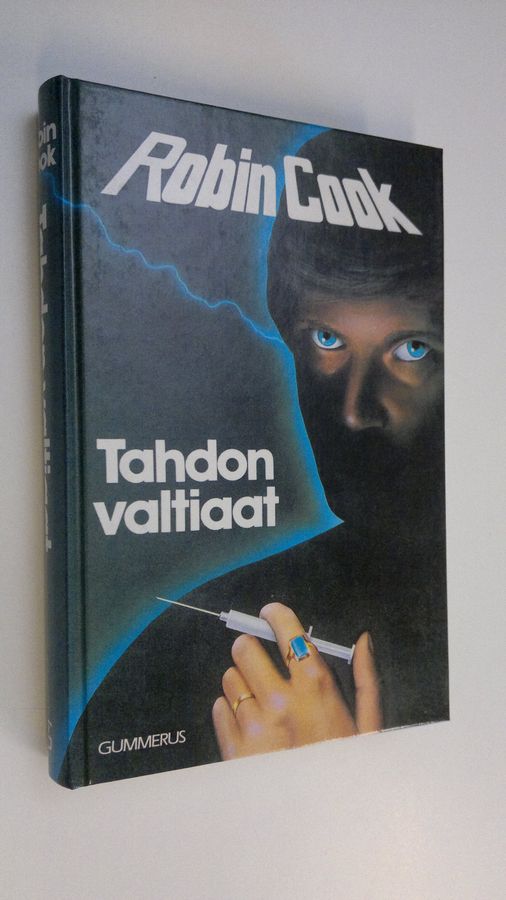 Robin Cook
Tahdon
valtiaat
GUMMERUS